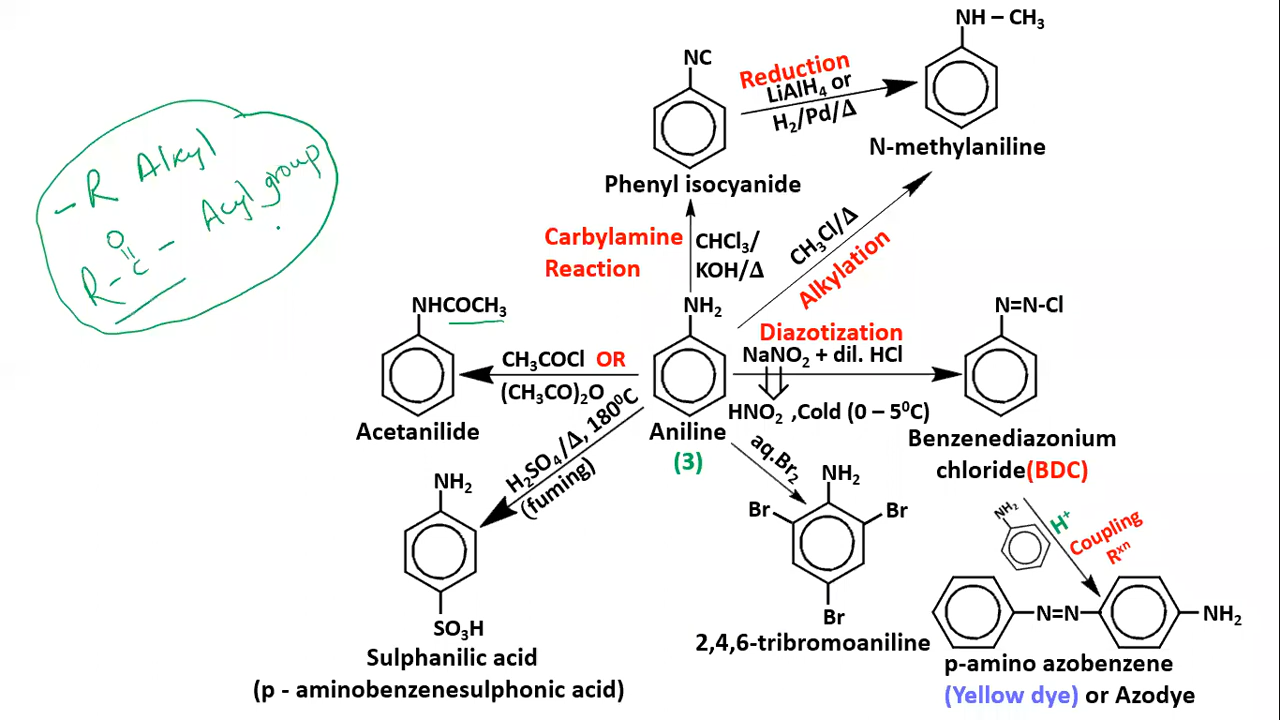 NH – CH₃
NC
Reduction
LiAlH₄ or
H₂/Pd/Δ
N-methylaniline
Phenyl isocyanide
– R Alkyl
R – C = O – Acyl group
Carbylamine
Reaction
CHCl₃/
KOH/Δ
CH₃Cl/Δ
Alkylation
NHCOCH₃
NH₂
N=N-Cl
Diazotization
NaNO₂ + dil. HCl
CH₃COCl OR
(CH₃CO)₂O
HNO₂ ,Cold (0 – 5⁰C)
Acetanilide
Aniline
(3)
Benzenediazonium
chloride(BDC)
H₂SO₄/Δ, 180⁰C
(fuming)
aq.Br₂
NH₂
NH₂
Br
Br
Br
NH₂
H⁺
Coupling
Rˣⁿ
N=N
NH₂
SO₃H
2,4,6-tribromoaniline
Sulphanilic acid
(p - aminobenzenesulphonic acid)
p-amino azobenzene
(Yellow dye) or Azodye